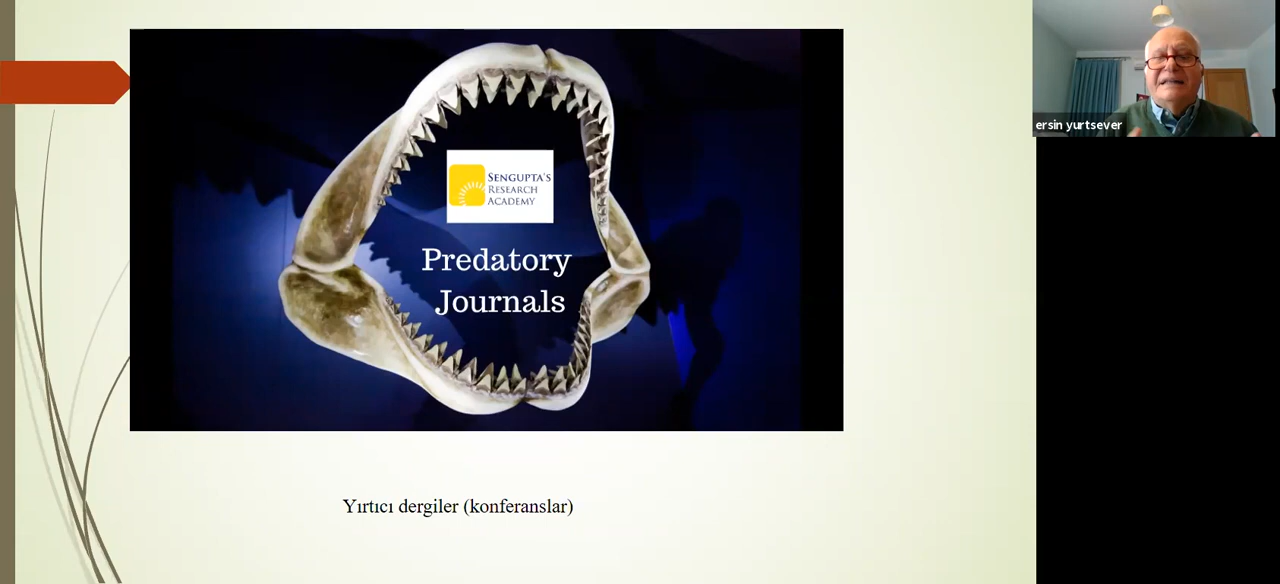 SENGUPTA'S
RESEARCH
ACADEMY
Predatory
Journals
Yırtıcı dergiler (konferanslar)
ersin yurtsever